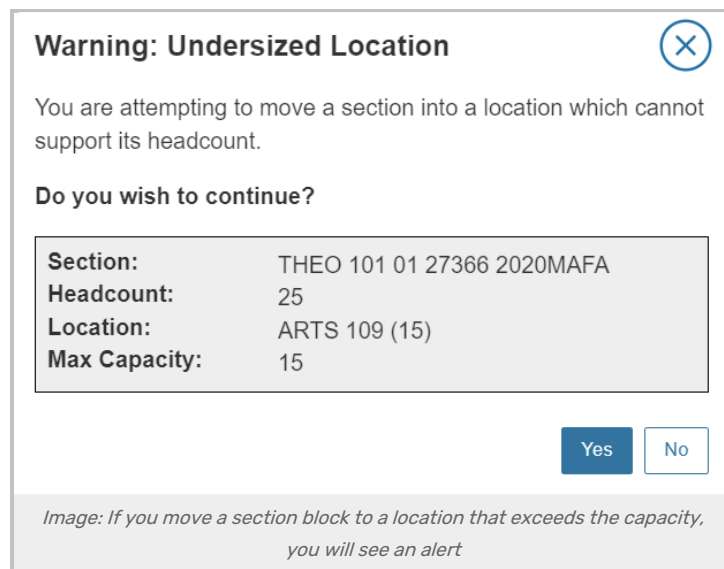 Warning: Undersized Location
You are attempting to move a section into a location which cannot
support its headcount.
Do you wish to continue?
Section: THEO 101 01 27366 2020MAFA
Headcount: 25
Location: ARTS 109 (15)
Max Capacity: 15
Yes No
Image: If you move a section block to a location that exceeds the capacity,
you will see an alert